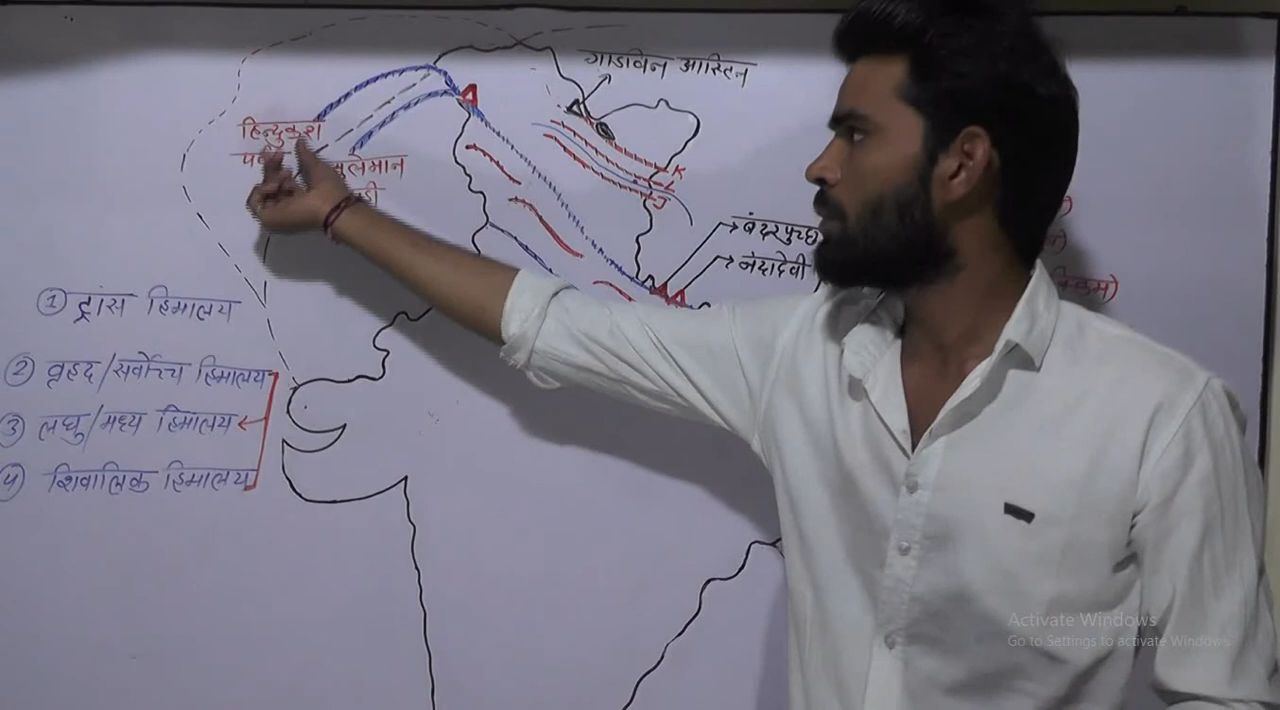 गाडविन आस्टिन
हिन्दुकुश
K
L
J
बंदरपुच्छ
नंदादेवी
① ट्रांस हिमालय
② वृहद/सर्वोच्च हिमालय
③ लघु/मध्य हिमालय
④ शिवालिक हिमालय
Activate Windows
Go to Settings to activate Windows.